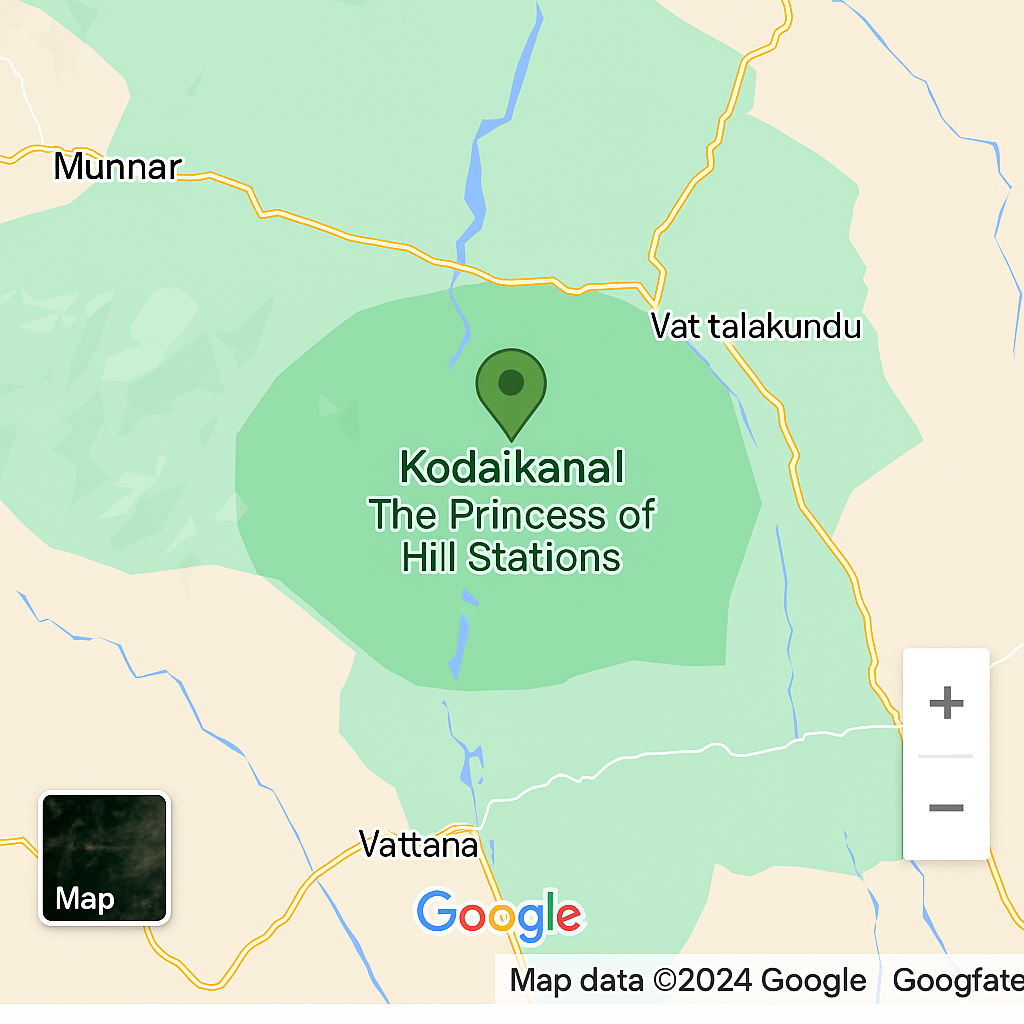 Munnar
Vat talakundu
Kodaikanal
The Princess of
Hill Stations
+
−
Map
Vattana
Google
Map data ©2024 Google Googfate